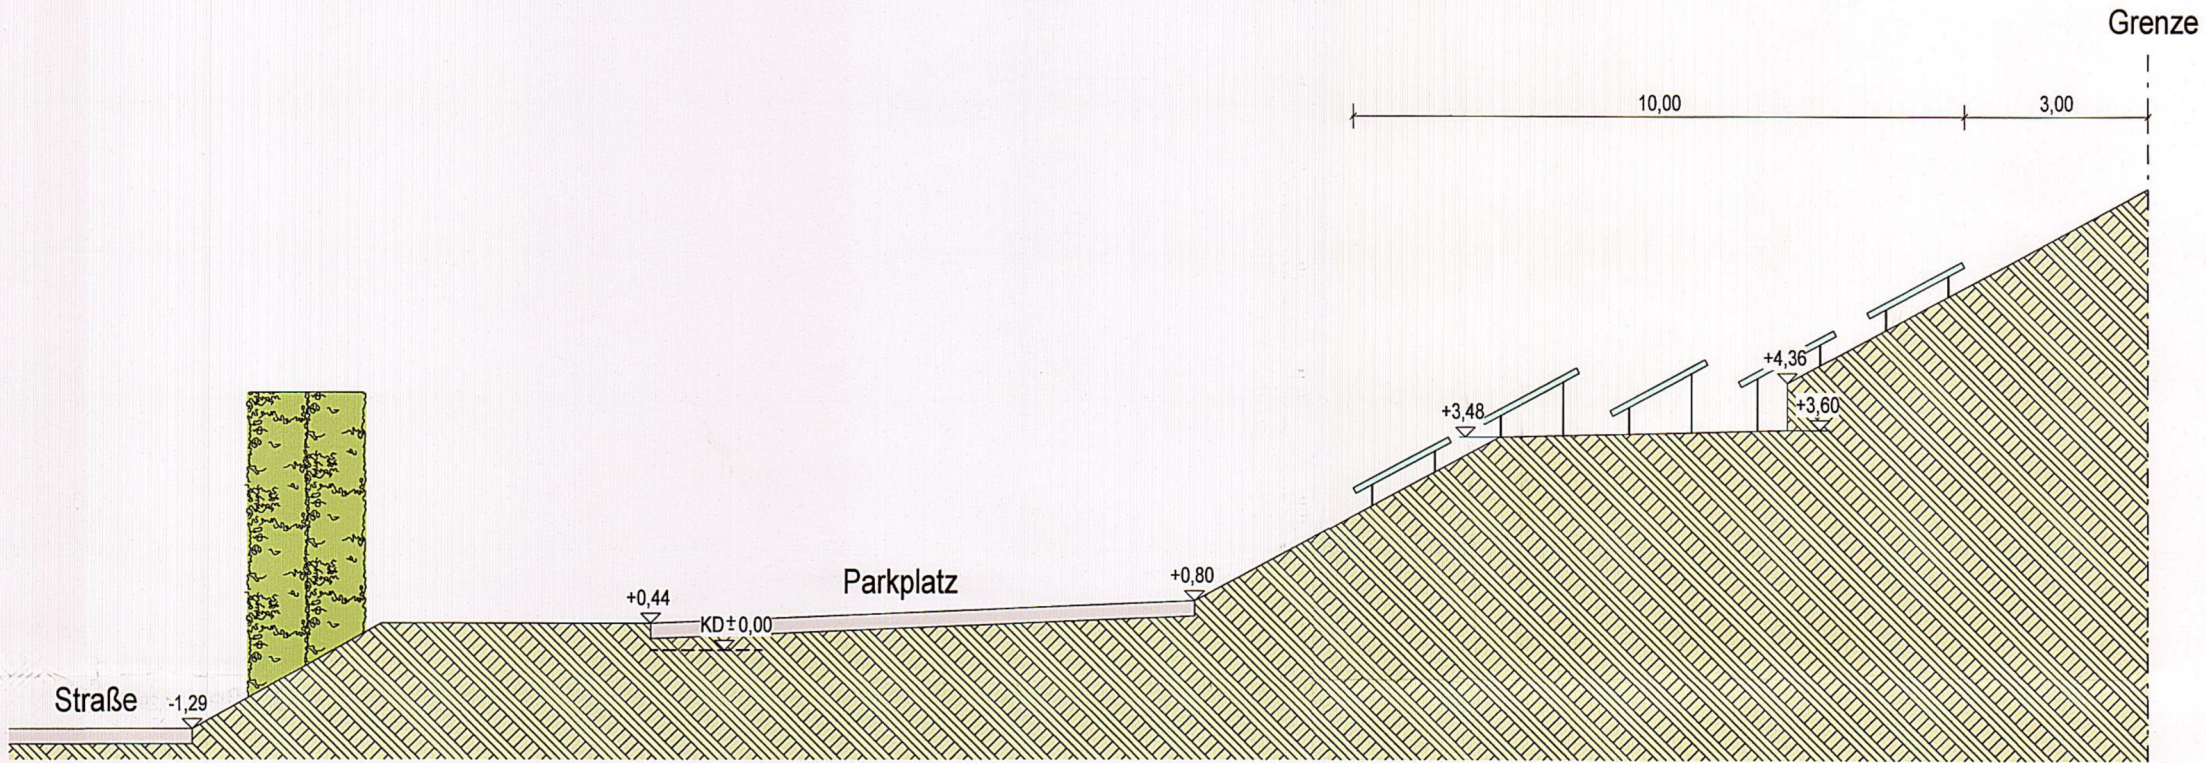 Grenze
10,00
3,00
+4,36
+3,48
+3,60
+0,80
Parkplatz
+0,44
KD±0,00
Straße
-1,29